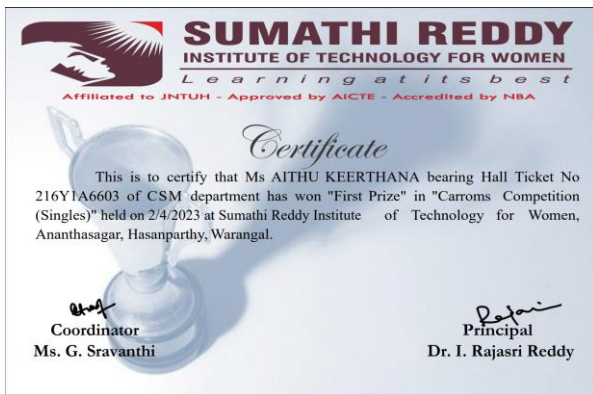 SUMATHI REDDY
INSTITUTE OF TECHNOLOGY FOR WOMEN
Learning at its best
Affiliated to JNTUH - Approved by AICTE - Accredited by NBA
Certificate
This is to certify that Ms AITHU KEERTHANA bearing Hall Ticket No
216Y1A6603 of CSM department has won "First Prize" in "Carroms Competition
(Singles)" held on 2/4/2023 at Sumathi Reddy Institute of Technology for Women,
Ananthasagar, Hasanparthy, Warangal.
Coordinator
Ms. G. Sravanthi
Principal
Dr. I. Rajasri Reddy